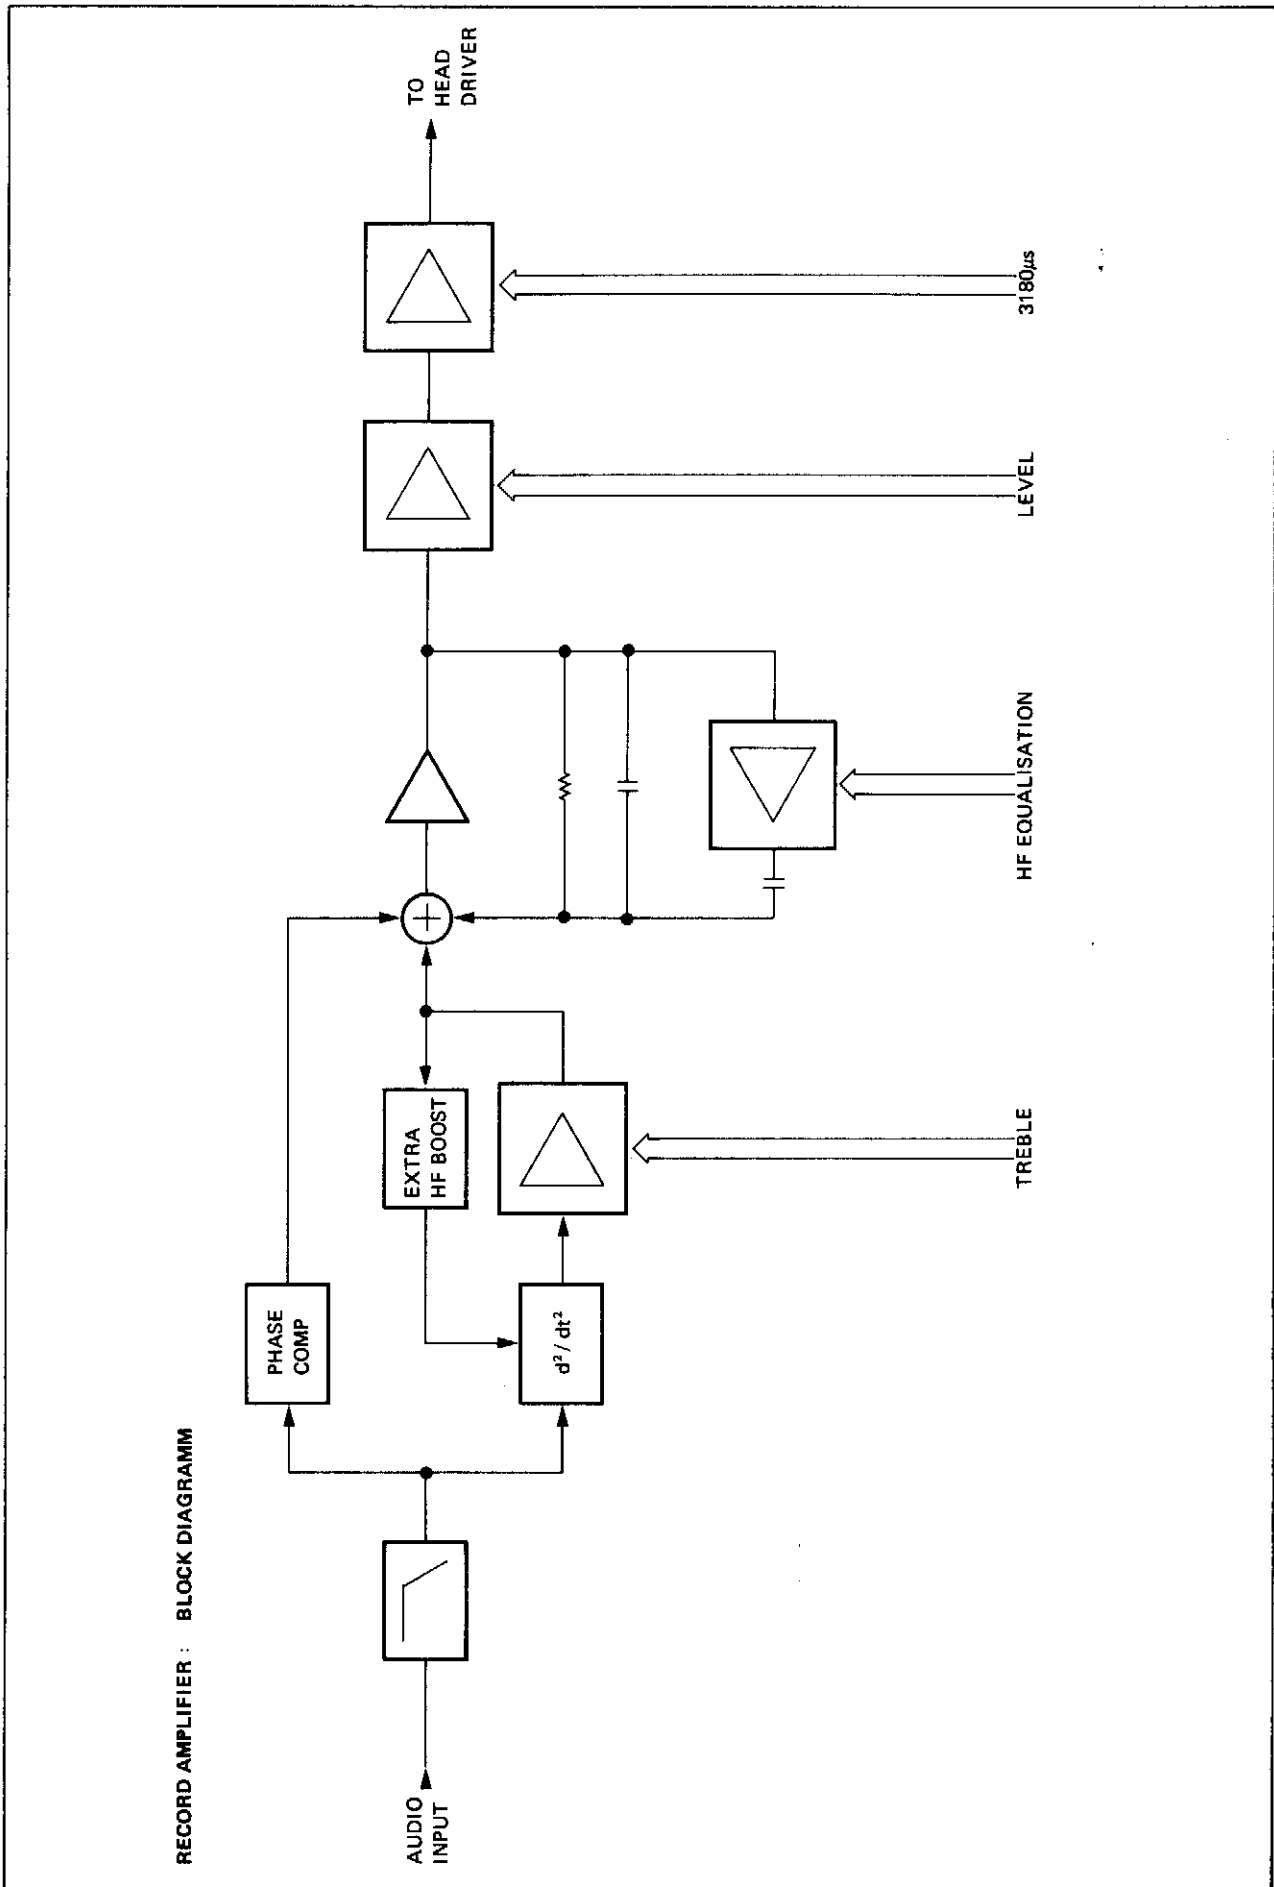 RECORD AMPLIFIER : BLOCK DIAGRAMM
AUDIO
INPUT
PHASE
COMP
d²/dt²
EXTRA
HF BOOST
TREBLE
HF EQUALISATION
LEVEL
3180µs
TO
HEAD
DRIVER